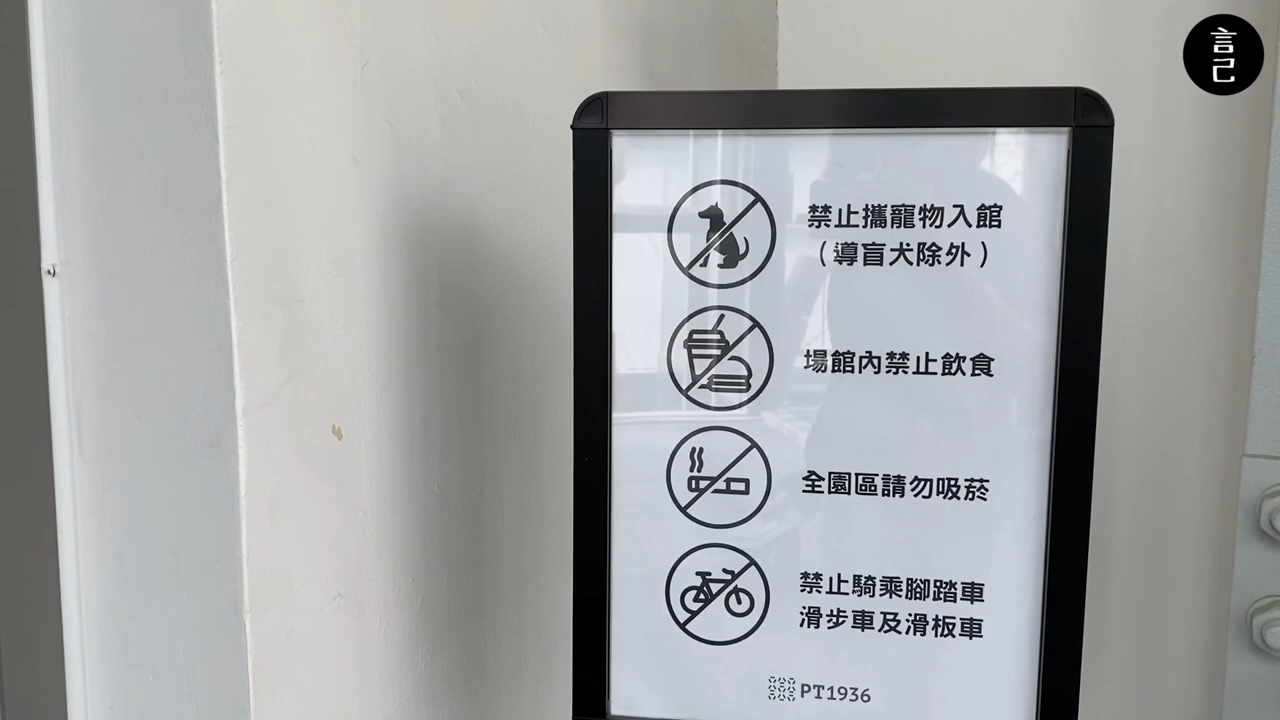 言己
禁止攜寵物入館
（導盲犬除外）
場館內禁止飲食
全園區請勿吸菸
禁止騎乘腳踏車
滑步車及滑板車
PT1936